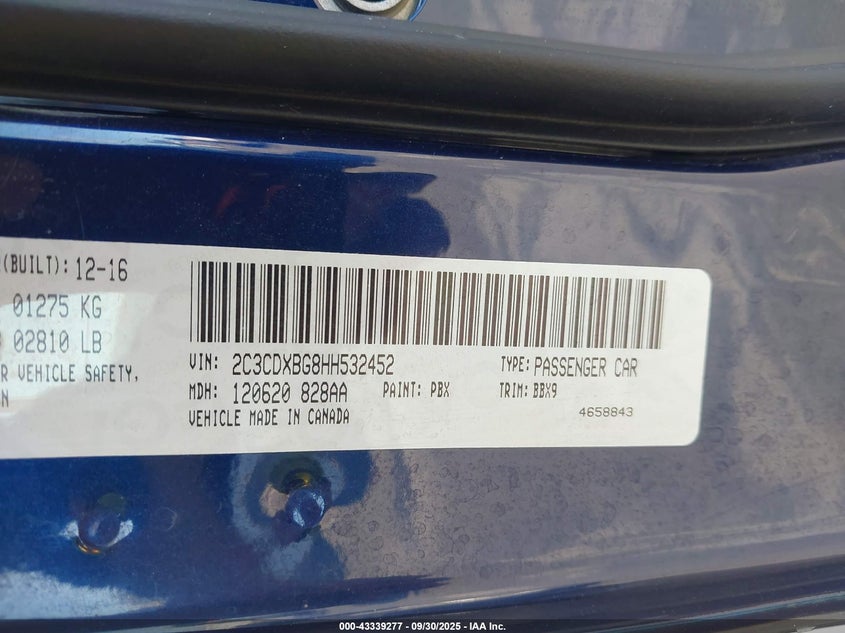 (BUILT): 12-16
01275 KG
02810 LB
R VEHICLE SAFETY,
N
VIN: 2C3CDXBG8HH532452 TYPE: PASSENGER CAR
MDH: 120620 828AA PAINT: PBX TRIM: BBX9
VEHICLE MADE IN CANADA 4658843
000-43339277 - 09/30/2025 - IAA Inc.